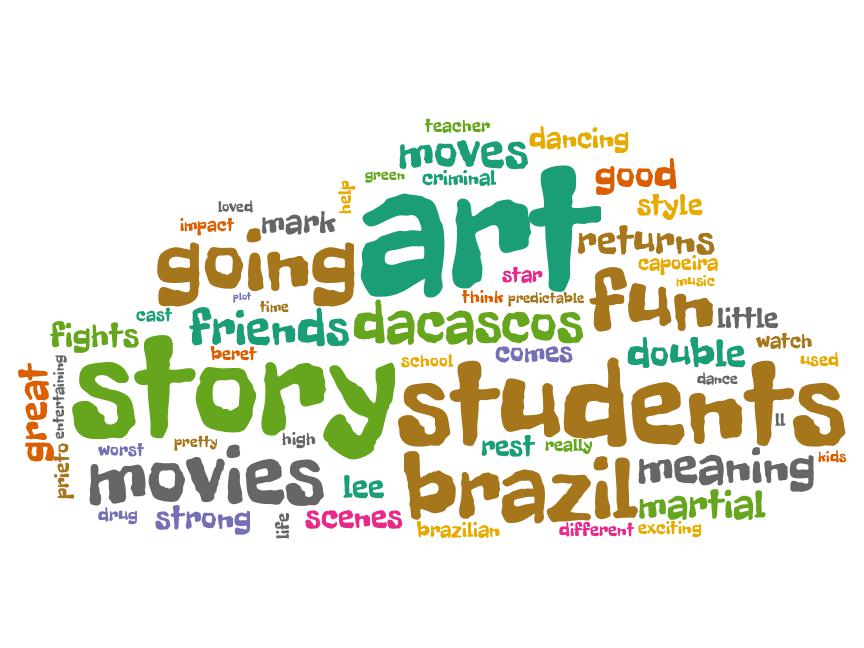 teacher
dancing
moves
green
criminal
good
help
art
style
loved
impact
mark
returns
going
capoeira
star
music
plot
time
think
predictable
fun
little
cast
fights
friends
dacascos
beret
school
comes
double
watch
used
great
entertaining
story
students
dance
ll
worst
pretty
high
rest
really
kids
prieto
movies
lee
brazil
meaning
martial
drug
strong
life
scenes
brazilian
different
exciting